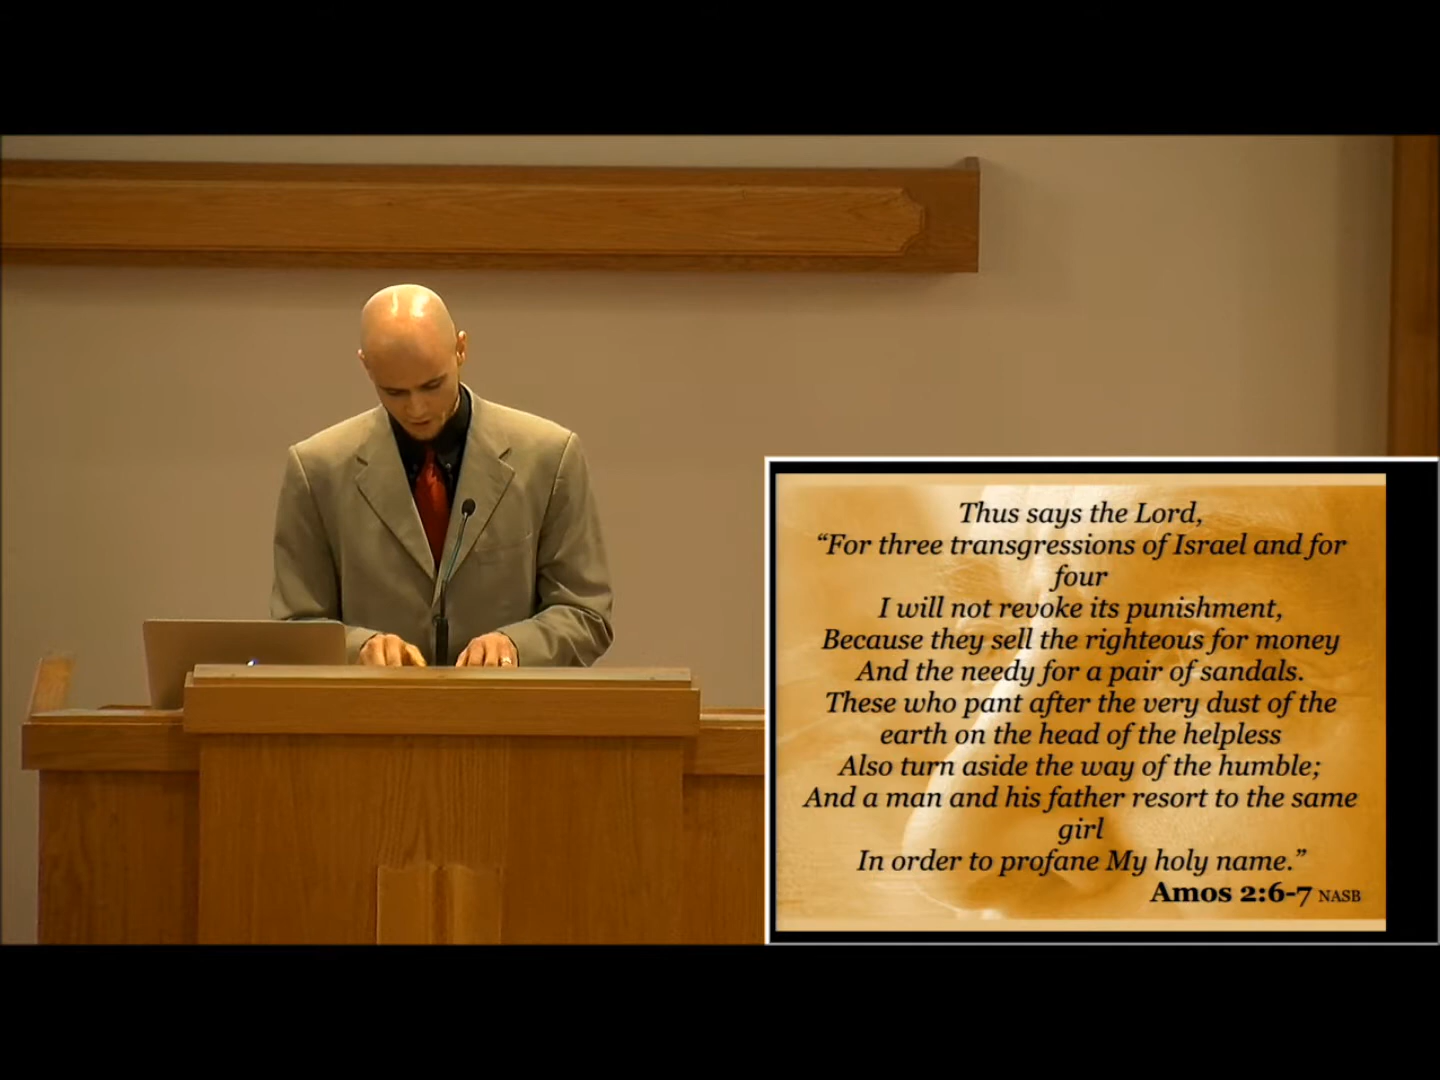 Thus says the Lord,
“For three transgressions of Israel and for
four
I will not revoke its punishment,
Because they sell the righteous for money
And the needy for a pair of sandals.
These who pant after the very dust of the
earth on the head of the helpless
Also turn aside the way of the humble;
And a man and his father resort to the same
girl
In order to profane My holy name.”
Amos 2:6-7 NASB